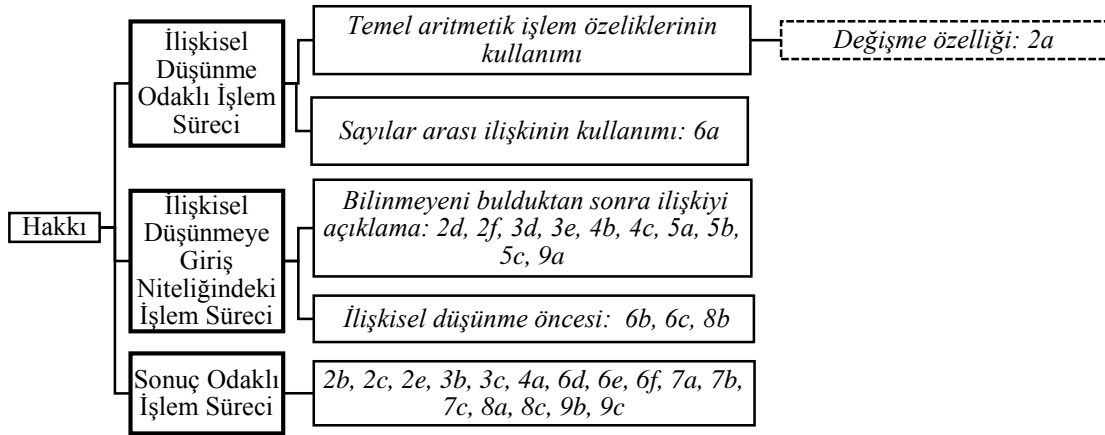 Hakkı
İlişkisel
Düşünme
Odaklı İşlem
Süreci
Temel aritmetik işlem özeliklerinin
kullanımı
Değişme özelliği: 2a
Sayılar arası ilişkinin kullanımı: 6a
İlişkisel
Düşünmeye
Giriş
Niteliğindeki
İşlem Süreci
Bilinmeyeni bulduktan sonra ilişkiyi
açıklama: 2d, 2f, 3d, 3e, 4b, 4c, 5a, 5b,
5c, 9a
İlişkisel düşünme öncesi: 6b, 6c, 8b
Sonuç Odaklı
İşlem Süreci
2b, 2c, 2e, 3b, 3c, 4a, 6d, 6e, 6f, 7a, 7b,
7c, 8a, 8c, 9b, 9c